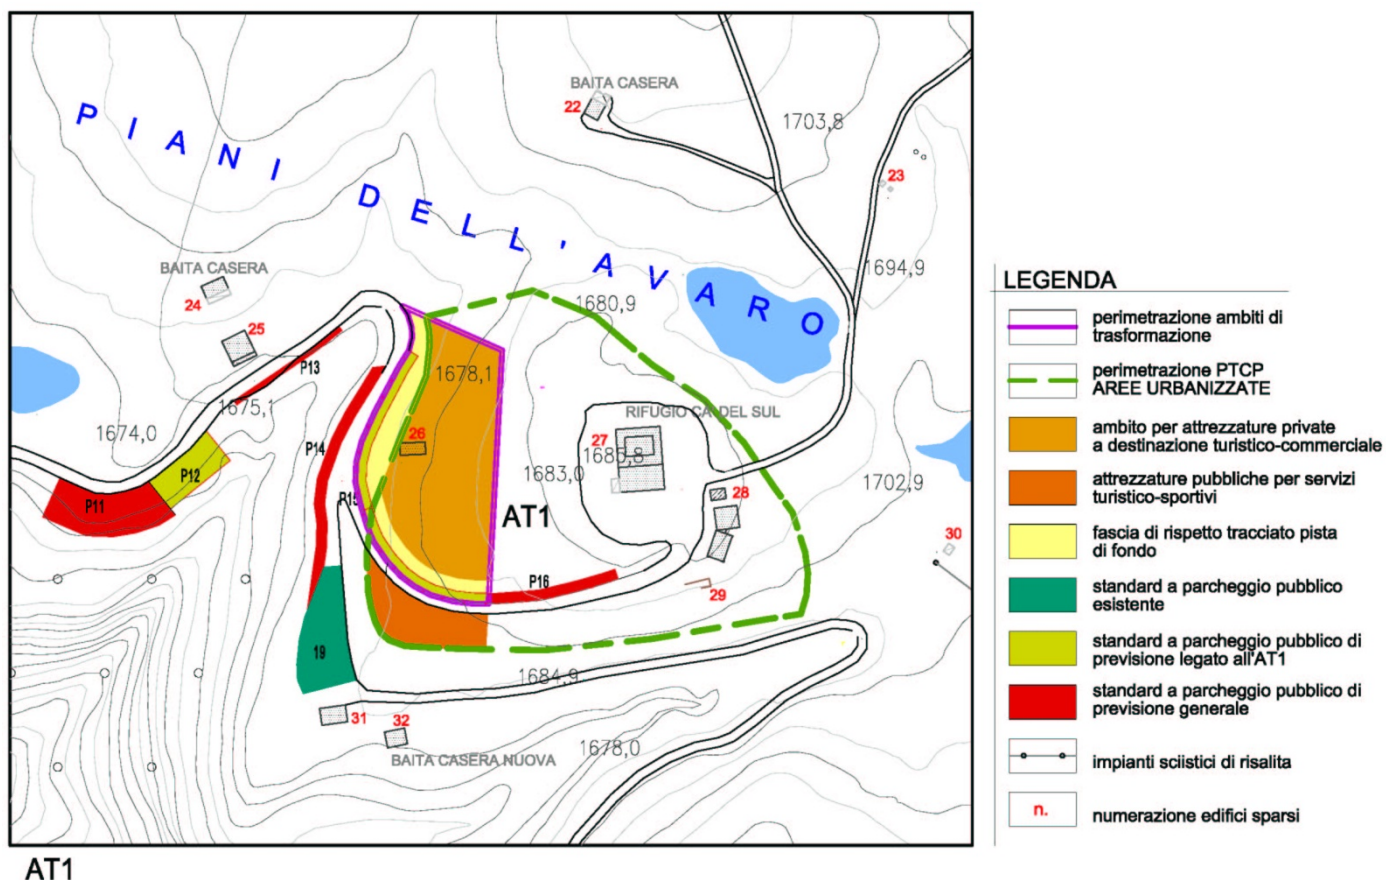 BAITA CASERA
22
1703,8
PIANI DELL'AVARO
23
BAITA CASERA
24
1694,9
1680,9
25
P13
1678,1
1675,1
RIFUGIO CA' DEL SUL
1674,0
26
27
P14
1685,8
P12
1683,0
1702,9
28
P11
P15
AT1
30
P16
29
19
1684,9
31
32
1678,0
BAITA CASERA NUOVA
AT1
LEGENDA
perimetrazione ambiti di
trasformazione
perimetrazione PTCP
AREE URBANIZZATE
ambito per attrezzature private
a destinazione turistico-commerciale
attrezzature pubbliche per servizi
turistico-sportivi
fascia di rispetto tracciato pista
di fondo
standard a parcheggio pubblico
esistente
standard a parcheggio pubblico di
previsione legato all'AT1
standard a parcheggio pubblico di
previsione generale
impianti sciistici di risalita
n.
numerazione edifici sparsi